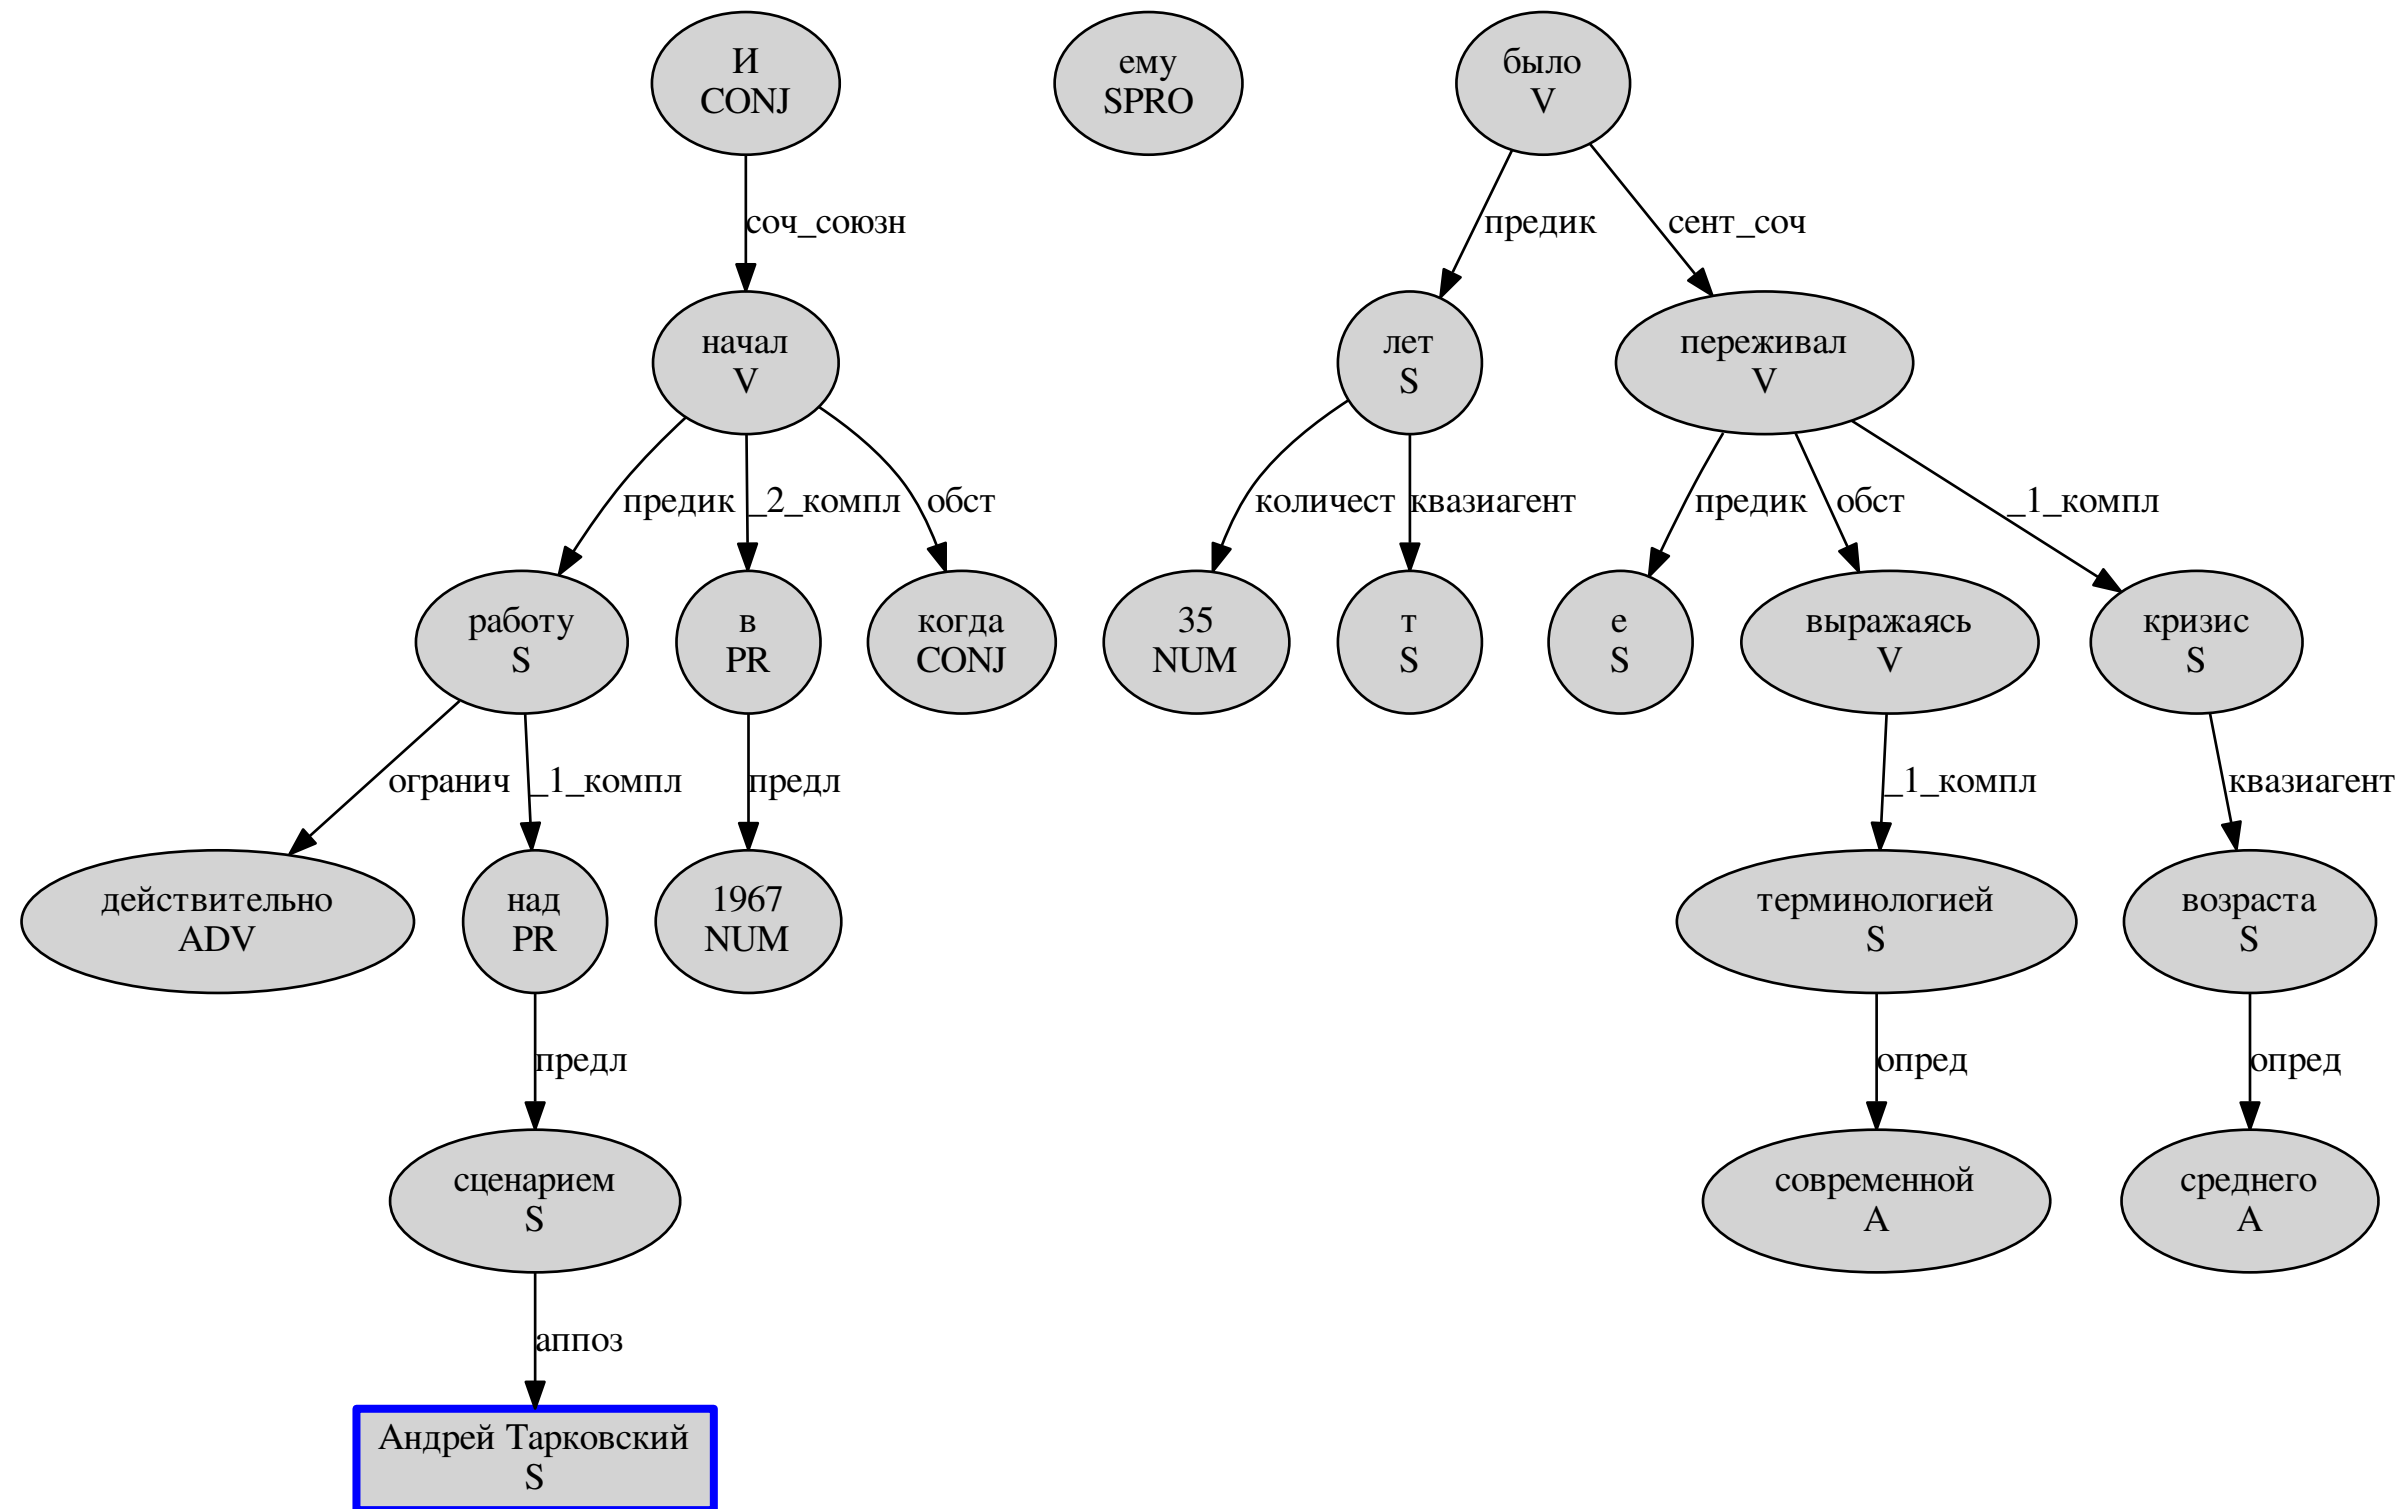 И
CONJ
ему
SPRO
было
V
соч_союзн
предик
сент_соч
начал
V
лет
S
переживал
V
предик
_2_компл
обст
количест
квазиагент
предик
обст
_1_компл
работу
S
в
PR
когда
CONJ
35
NUM
т
S
е
S
выражаясь
V
кризис
S
огранич
_1_компл
предл
_1_компл
квазиагент
действительно
ADV
над
PR
1967
NUM
терминологией
S
возраста
S
предл
опред
опред
сценарием
S
современной
A
среднего
A
аппоз
Андрей Тарковский
S